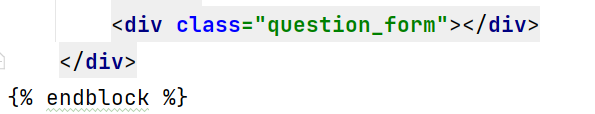 <div class="question_form"></div>
</div>
{% endblock %}